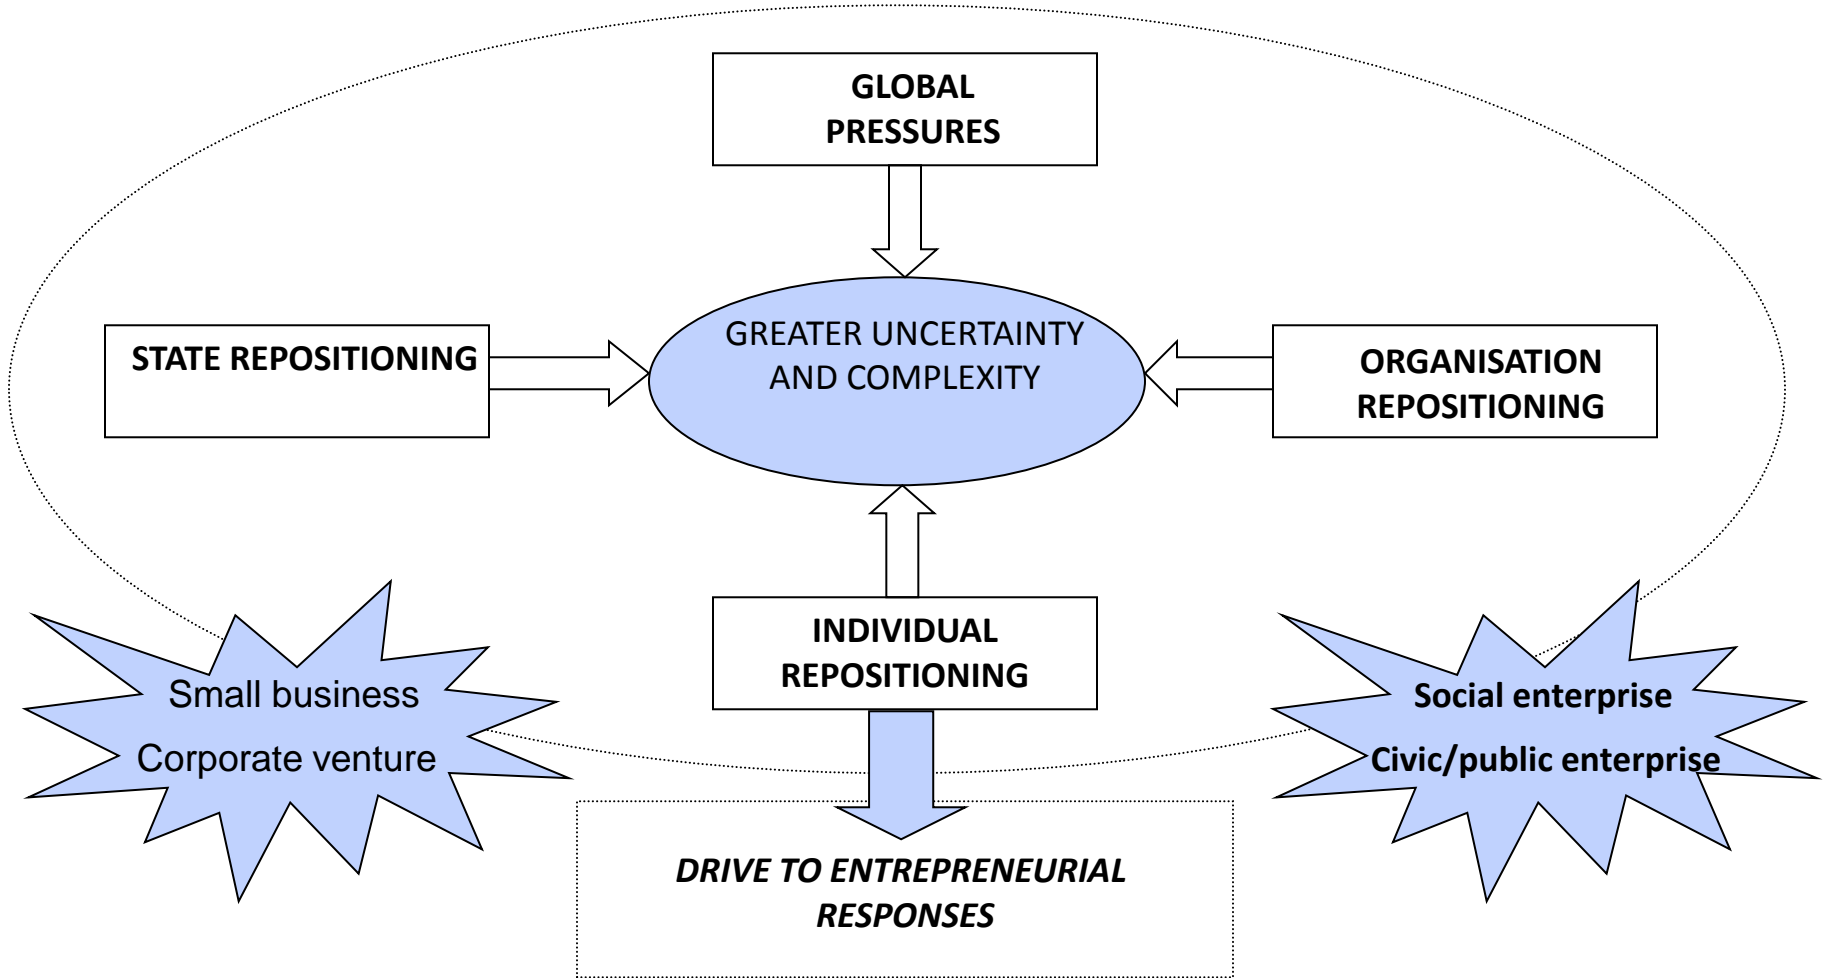 GLOBAL
PRESSURES
STATE REPOSITIONING
GREATER UNCERTAINTY
AND COMPLEXITY
ORGANISATION
REPOSITIONING
INDIVIDUAL
REPOSITIONING
Small business
Corporate venture
Social enterprise
Civic/public enterprise
DRIVE TO ENTREPRENEURIAL
RESPONSES